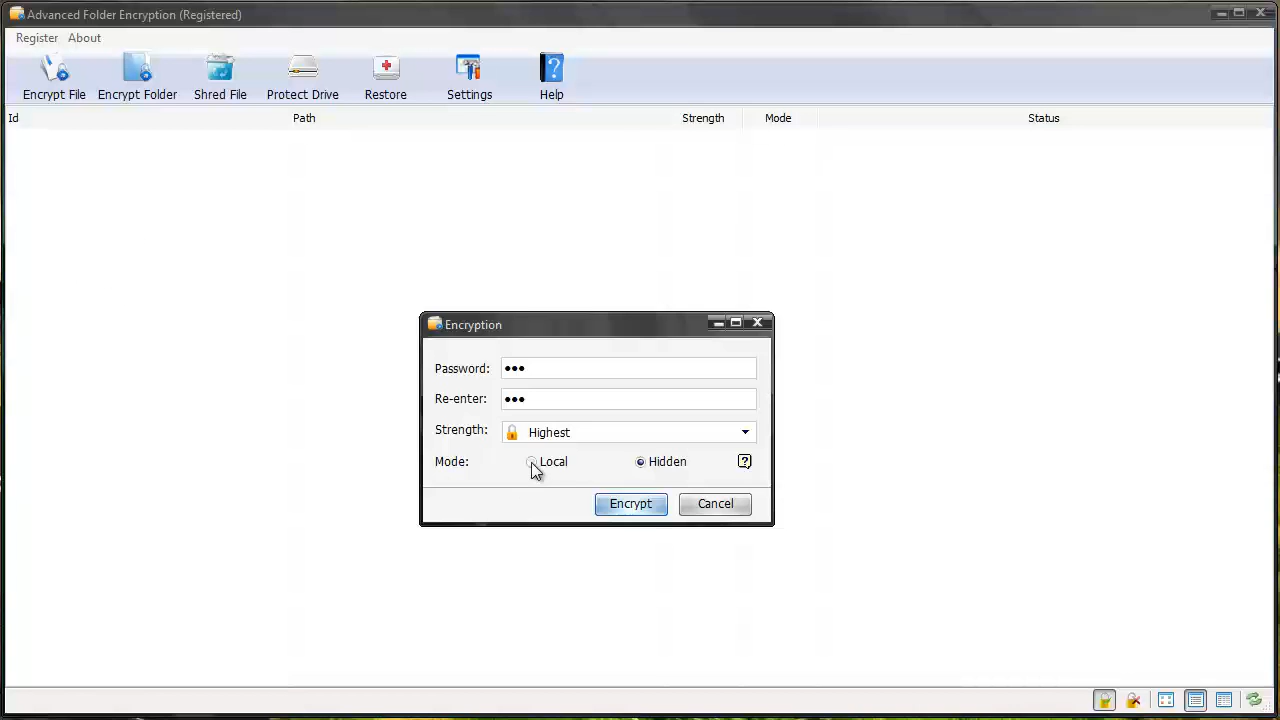 Advanced Folder Encryption (Registered)
Register About
Encrypt File Encrypt Folder Shred File Protect Drive Restore Settings Help
Id Path Strength Mode Status
Encryption
Password: •••
Re-enter: •••
Strength: Highest
Mode: Local Hidden ?
Encrypt Cancel